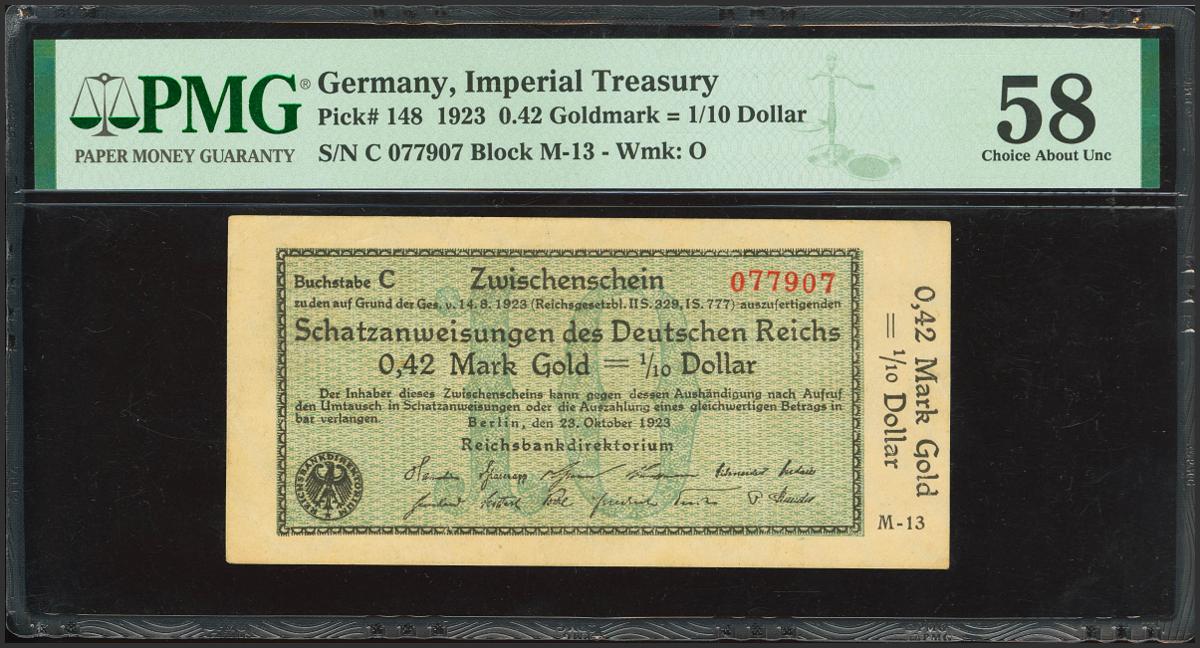 PMG®
PAPER MONEY GUARANTY
Germany, Imperial Treasury
Pick# 148 1923 0.42 Goldmark = 1/10 Dollar
S/N C 077907 Block M-13 - Wmk: O
58
Choice About Unc
Buchstabe C Zwischenschein 077907
zu den auf Grund der Ges. v. 14. 8. 1923 (Reichsgesetzbl. II S. 329, I S. 777) auszufertigenden
Schatzanweisungen des Deutschen Reichs
0,42 Mark Gold = 1/10 Dollar
Der Inhaber dieses Zwischenscheins kann gegen dessen Aushändigung nach Aufruf
den Umtausch in Schatzanweisungen oder die Auszahlung eines gleichwertigen Betrags in
bar verlangen.
Berlin, den 23. Oktober 1923
Reichsbankdirektorium
REICHSBANKDIREKTORIUM
0,42 Mark Gold
= 1/10 Dollar
M-13